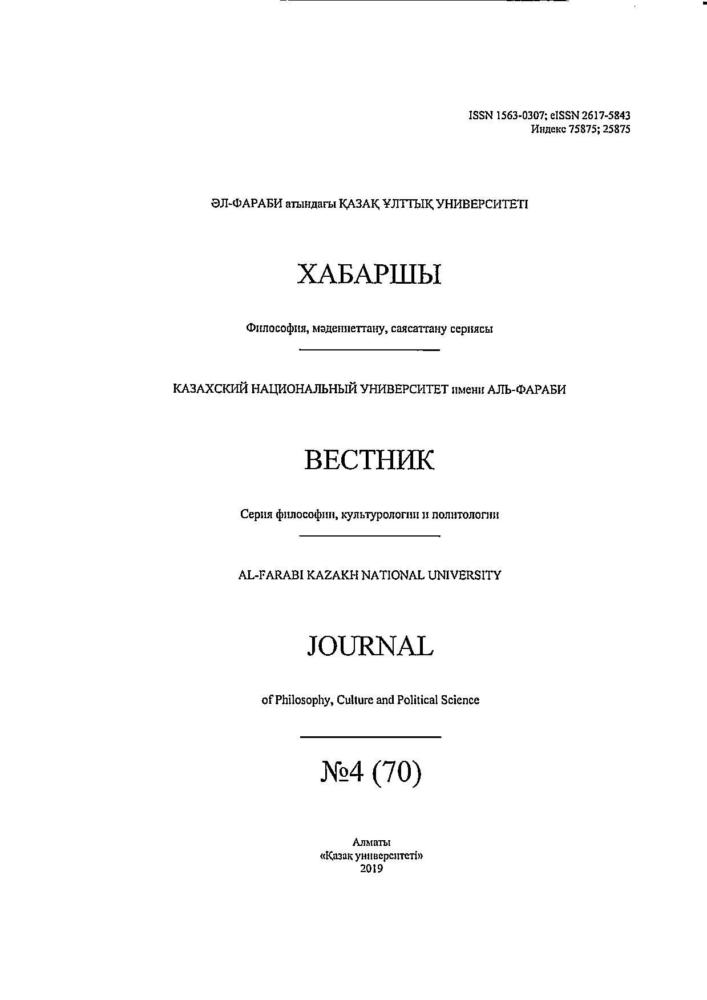 ISSN 1563-0307; eISSN 2617-5843
Индекс 75875; 25875
ӘЛ-ФАРАБИ атындағы ҚАЗАҚ ҰЛТТЫҚ УНИВЕРСИТЕТІ
ХАБАРШЫ
Философия, мәдениеттану, саясаттану сериясы
КАЗАХСКИЙ НАЦИОНАЛЬНЫЙ УНИВЕРСИТЕТ имени АЛЬ-ФАРАБИ
ВЕСТНИК
Серия философии, культурологии и политологии
AL-FARABI KAZAKH NATIONAL UNIVERSITY
JOURNAL
of Philosophy, Culture and Political Science
№4 (70)
Алматы
«Қазақ университеті»
2019